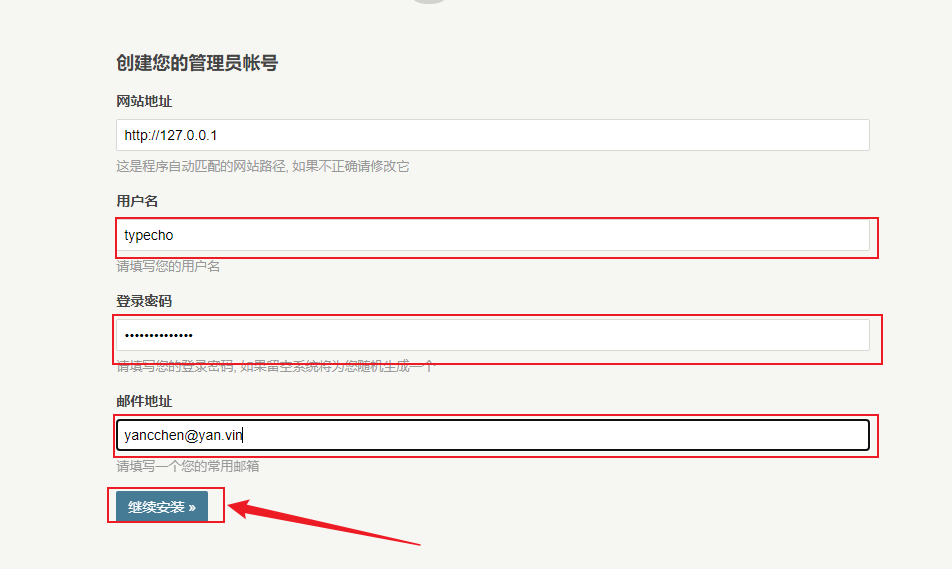 创建您的管理员帐号
网站地址
http://127.0.0.1
这是程序自动匹配的网站路径, 如果不正确请修改它
用户名
typecho
请填写您的用户名
登录密码
••••••••••••••
请填写您的登录密码, 如果留空系统将为您随机生成一个
邮件地址
yancchen@yan.vin
请填写一个您的常用邮箱
继续安装 »